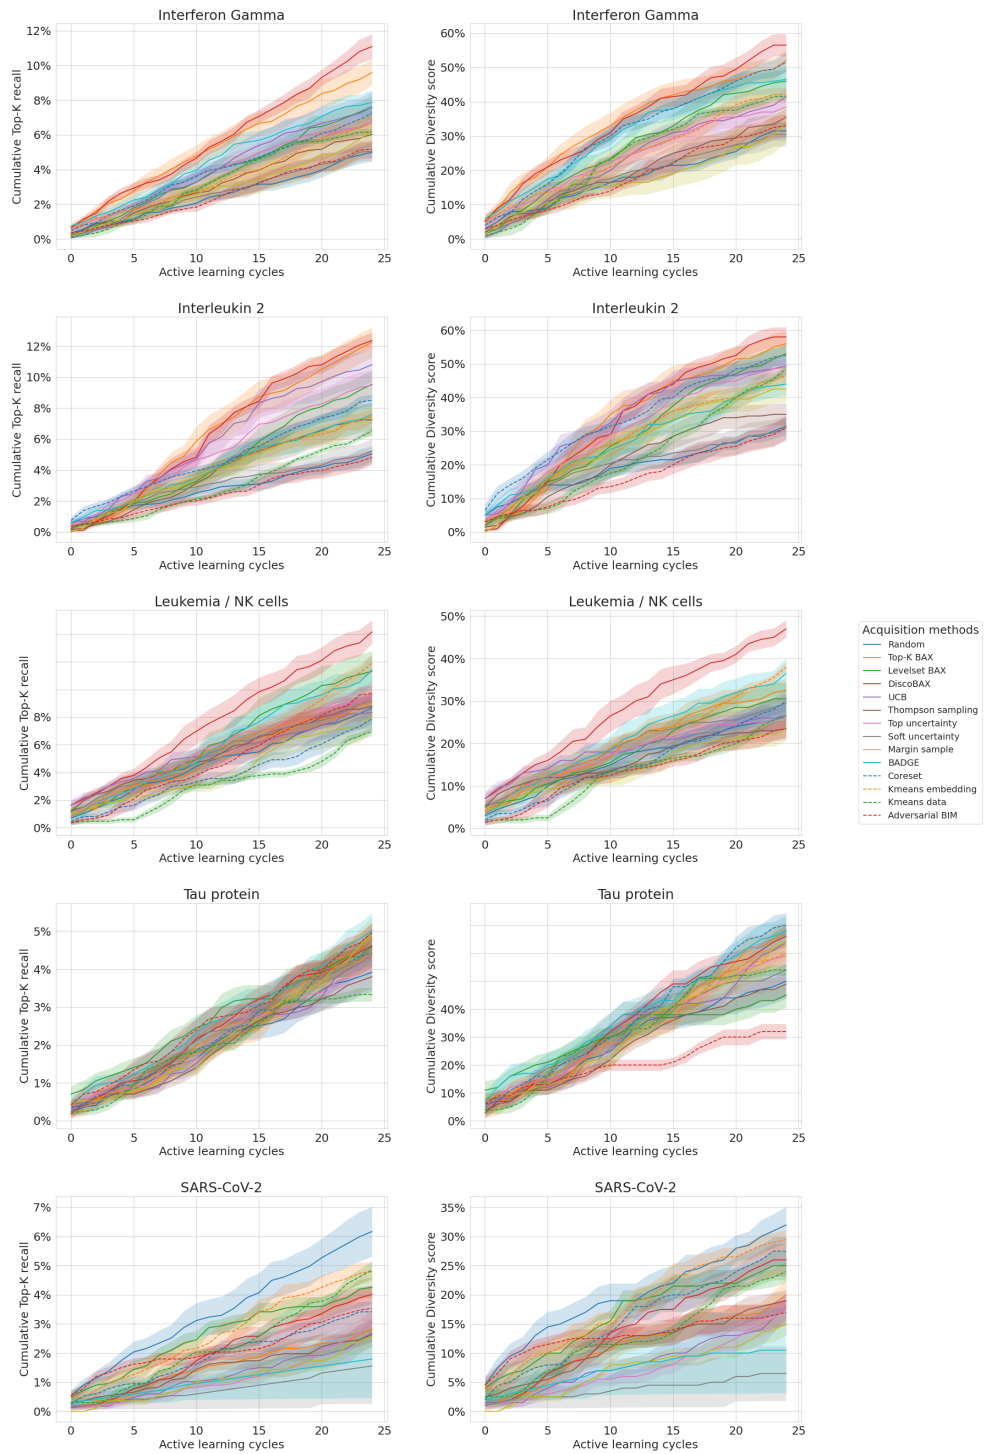 Interferon Gamma
Cumulative Top-K recall
12%
10%
8%
6%
4%
2%
0%
0 5 10 15 20 25
Active learning cycles
Interferon Gamma
Cumulative Diversity score
60%
50%
40%
30%
20%
10%
0%
0 5 10 15 20 25
Active learning cycles
Interleukin 2
Cumulative Top-K recall
12%
10%
8%
6%
4%
2%
0%
0 5 10 15 20 25
Active learning cycles
Interleukin 2
Cumulative Diversity score
60%
50%
40%
30%
20%
10%
0%
0 5 10 15 20 25
Active learning cycles
Leukemia / NK cells
Cumulative Top-K recall
8%
6%
4%
2%
0%
0 5 10 15 20 25
Active learning cycles
Leukemia / NK cells
Cumulative Diversity score
50%
40%
30%
20%
10%
0%
0 5 10 15 20 25
Active learning cycles
Acquisition methods
Random
Top-K BAX
Levelset BAX
DiscoBAX
UCB
Thompson sampling
Top uncertainty
Soft uncertainty
Margin sample
BADGE
Coreset
Kmeans embedding
Kmeans data
Adversarial BIM
Tau protein
Cumulative Top-K recall
5%
4%
3%
2%
1%
0%
0 5 10 15 20 25
Active learning cycles
Tau protein
Cumulative Diversity score
40%
30%
20%
10%
0%
0 5 10 15 20 25
Active learning cycles
SARS-CoV-2
Cumulative Top-K recall
7%
6%
5%
4%
3%
2%
1%
0%
0 5 10 15 20 25
Active learning cycles
SARS-CoV-2
Cumulative Diversity score
35%
30%
25%
20%
15%
10%
5%
0%
0 5 10 15 20 25
Active learning cycles